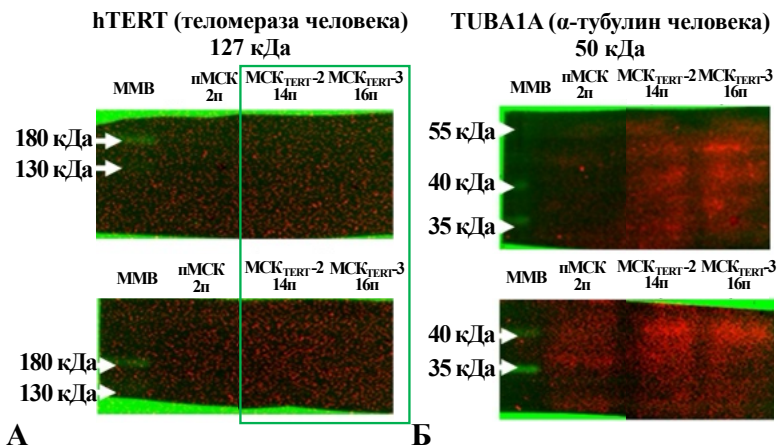 hTERT (теломераза человека)
127 кДа
ММВ пМСК 2п МСКTERT-2 14п МСКTERT-3 16п
180 кДа
130 кДа
ММВ пМСК 2п МСКTERT-2 14п МСКTERT-3 16п
180 кДа
130 кДа
А
TUBA1A (α-тубулин человека)
50 кДа
ММВ пМСК 2п МСКTERT-2 14п МСКTERT-3 16п
55 кДа
40 кДа
35 кДа
ММВ пМСК 2п МСКTERT-2 14п МСКTERT-3 16п
40 кДа
35 кДа
Б